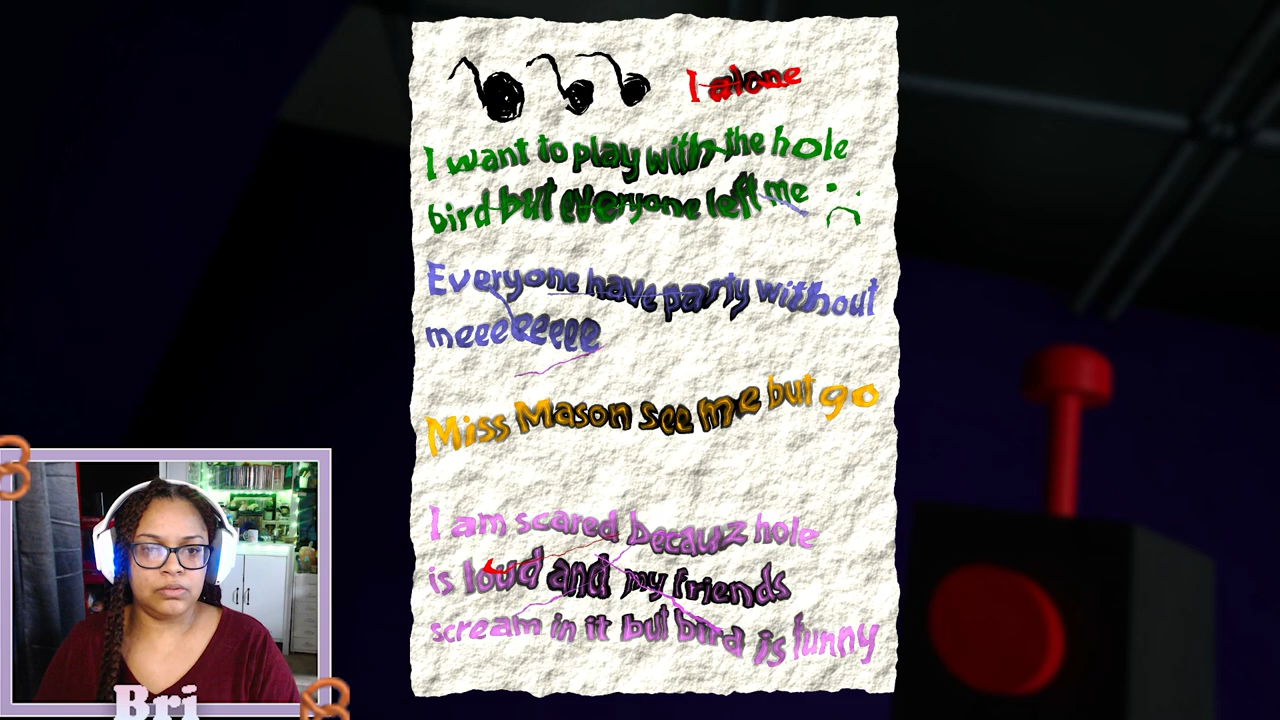 I alone
I want to play with the hole
bird but everyone left me :(
Everyone have party without
meeeeeeeee
Miss Mason see me but go
I am scared becauz hole
is loud and my friends
scream in it but bird is funny
Bri